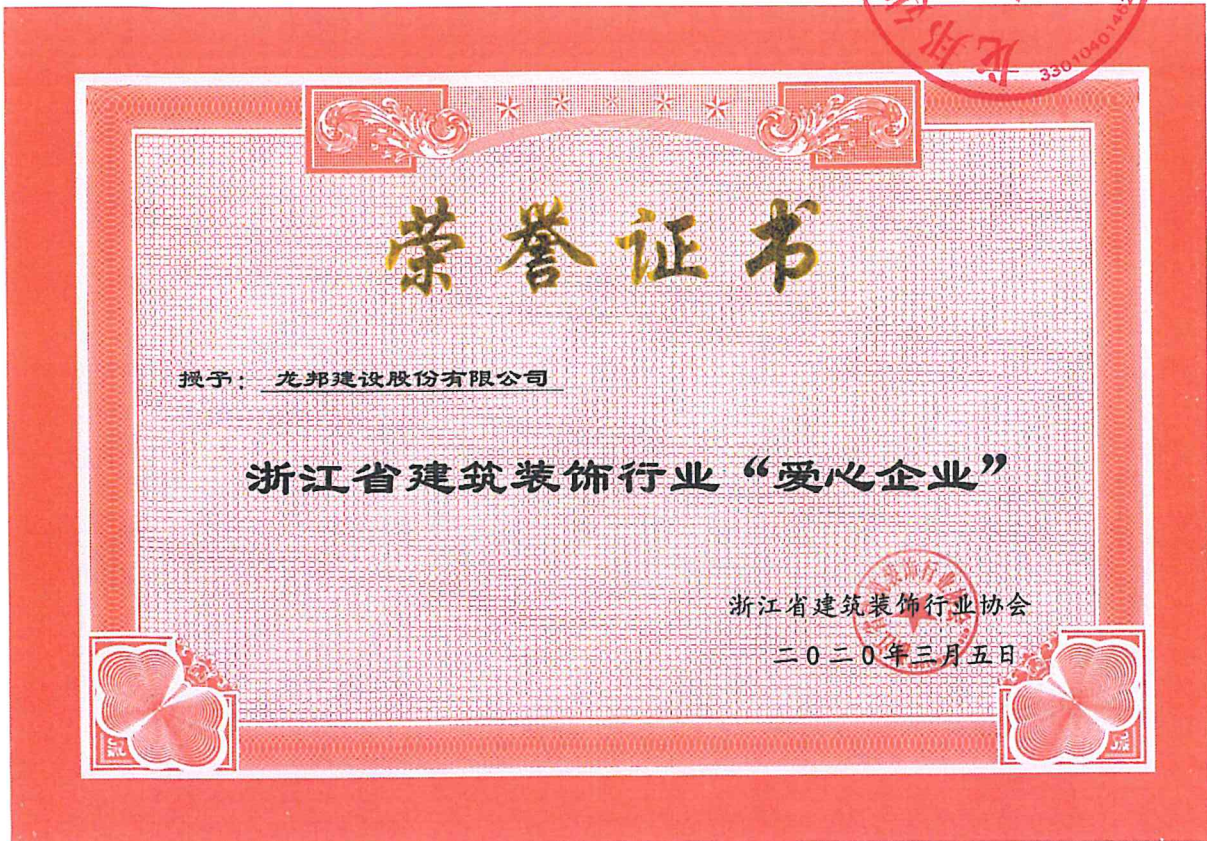 荣誉证书
授予： 龙邦建设股份有限公司
浙江省建筑装饰行业“爱心企业”
浙江省建筑装饰行业协会
二０二０年三月五日